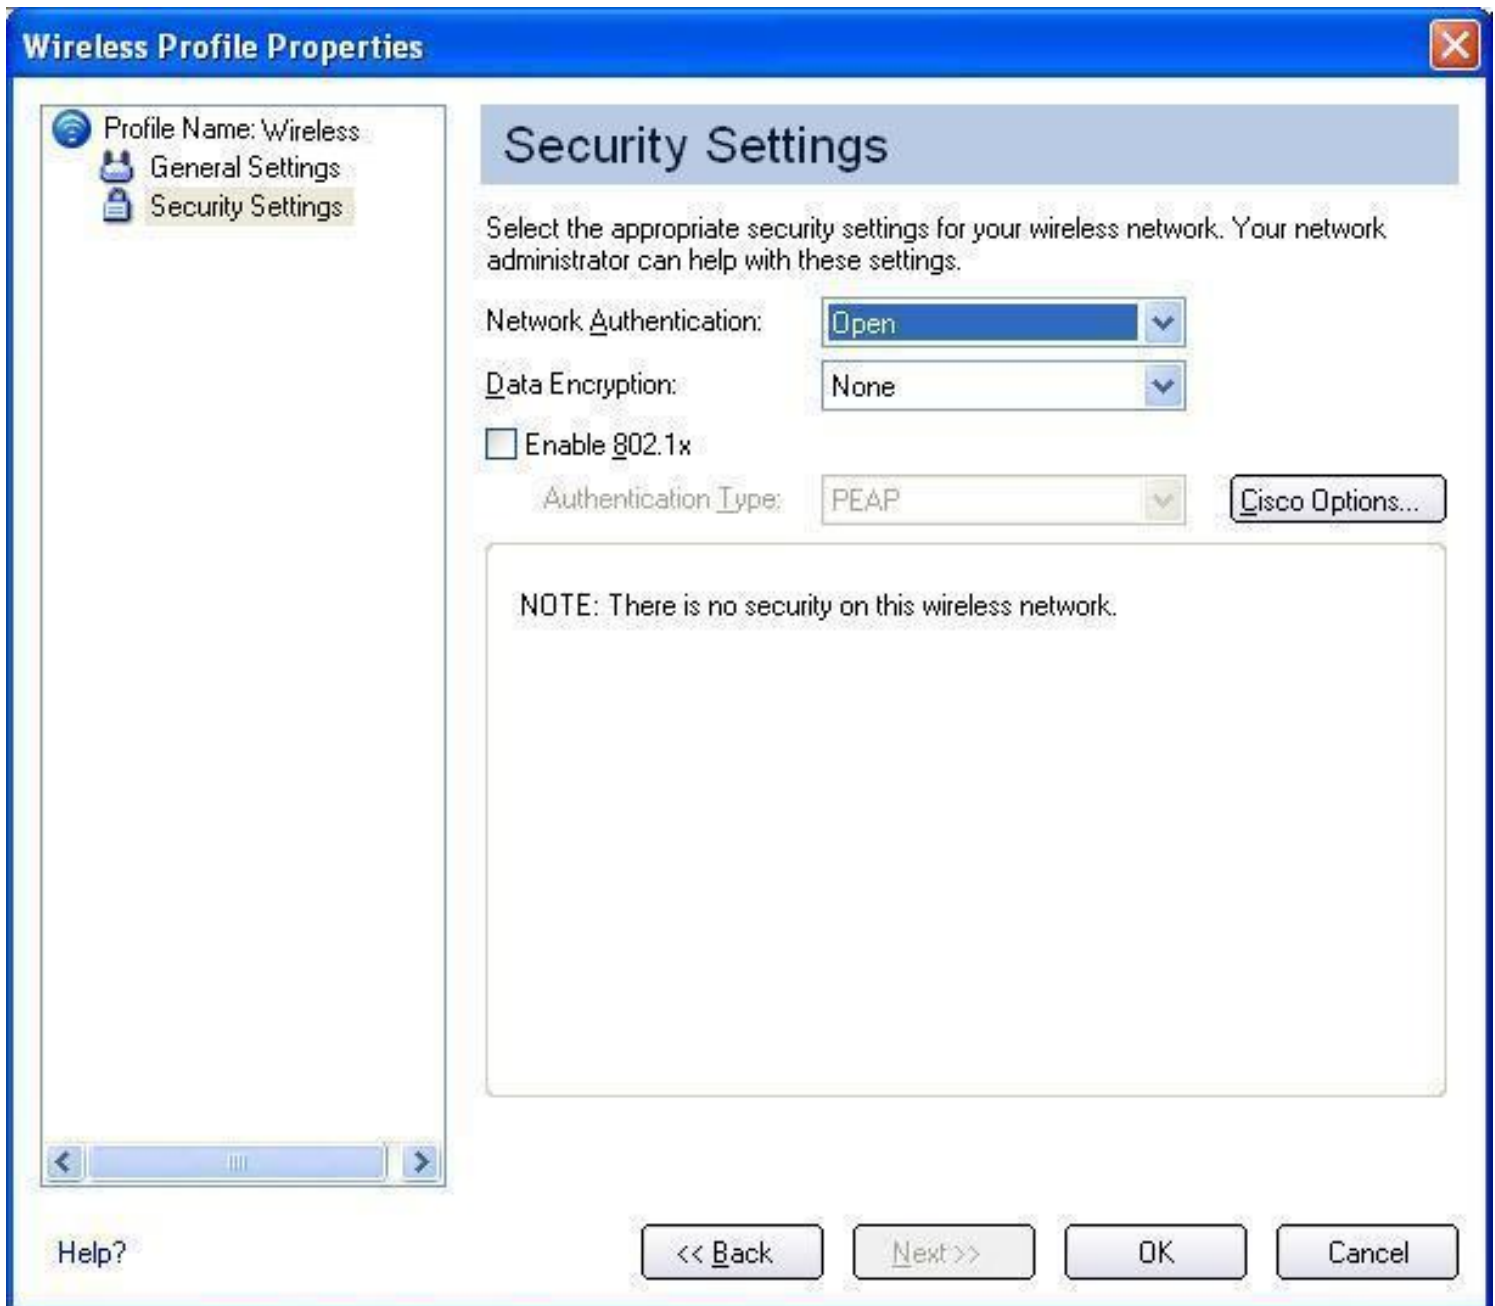 Wireless Profile Properties
Profile Name: Wireless
General Settings
Security Settings
Security Settings
Select the appropriate security settings for your wireless network. Your network
administrator can help with these settings.
Network Authentication: Open
Data Encryption: None
Enable 802.1x
Authentication Type: PEAP Cisco Options...
NOTE: There is no security on this wireless network.
Help? << Back Next >> OK Cancel